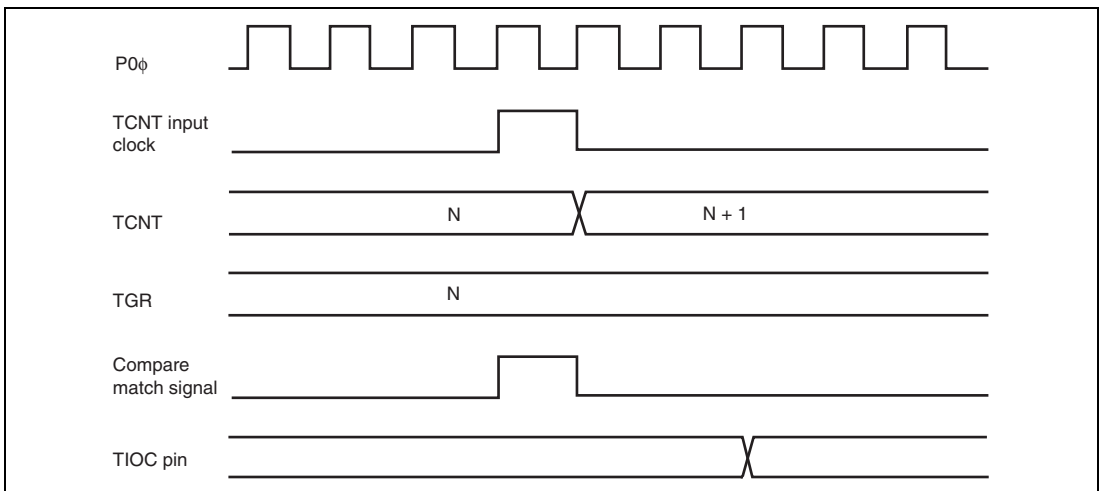 P0ϕ
TCNT input
clock
TCNT
N
N + 1
TGR
N
Compare
match signal
TIOC pin